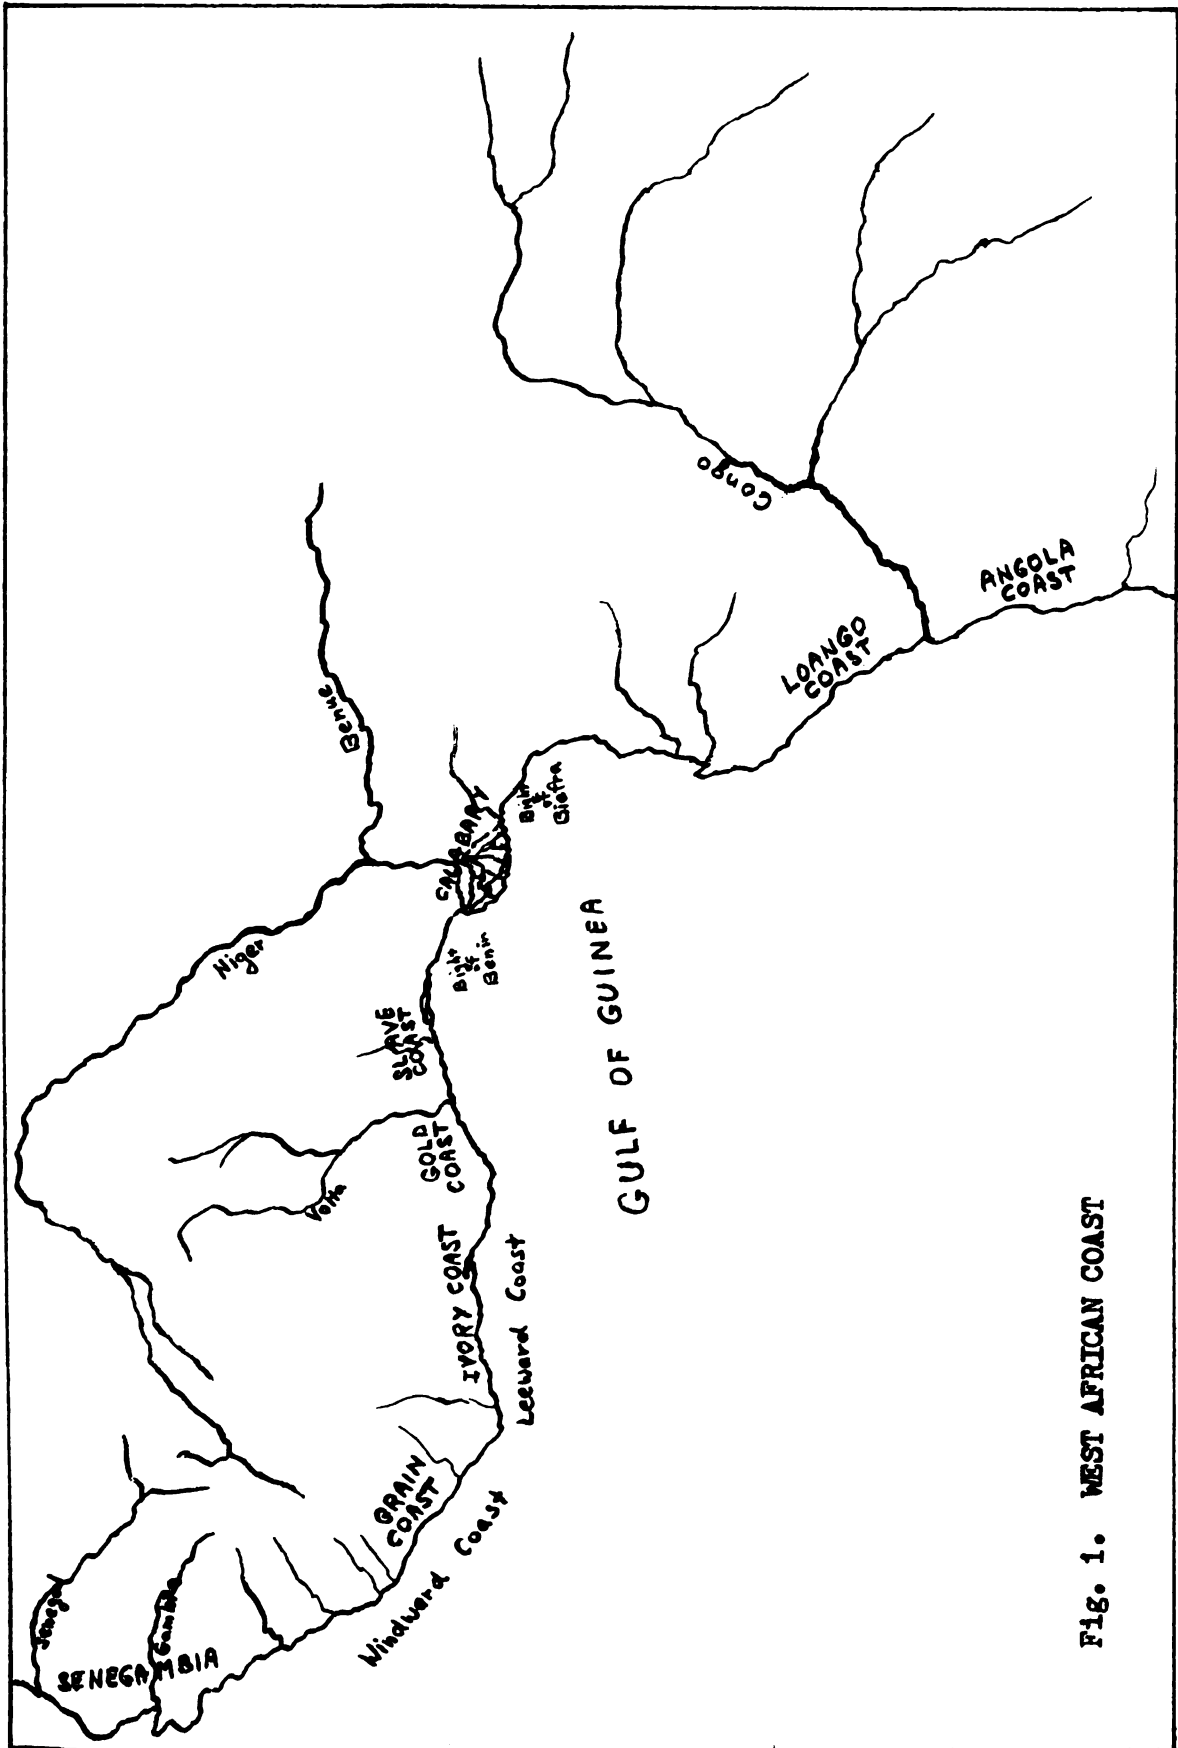 Senegal
SENEGAMBIA
Gambia
Windward Coast
GRAIN
COAST
IVORY COAST
Leeward Coast
Volta
GOLD
COAST
SLAVE
COAST
Niger
Bight
of
Benin
GULF OF GUINEA
Benue
CALABARY
Bight
of
Biafra
LOANGO
COAST
Congo
ANGOLA
COAST
Fig. 1. WEST AFRICAN COAST